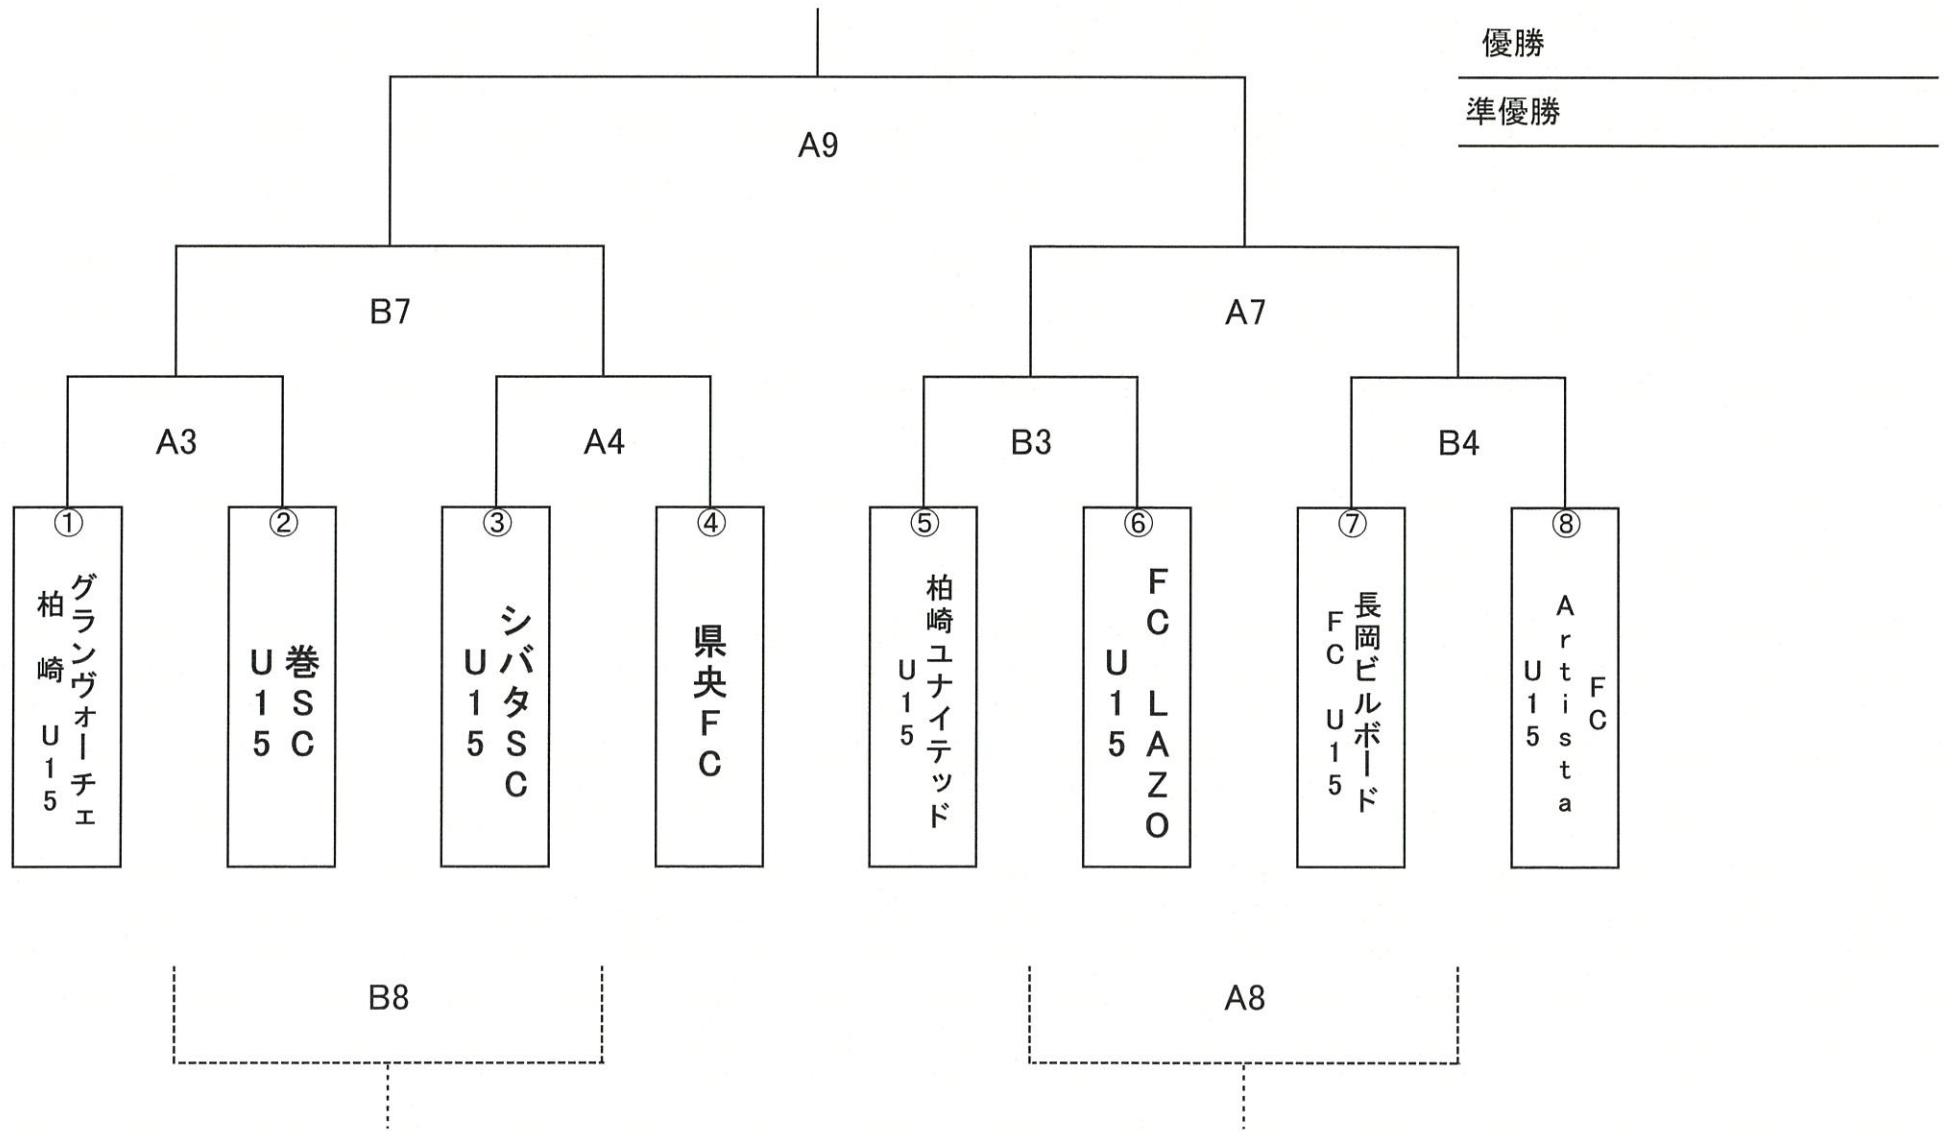 優勝
準優勝
A9
B7
A7
A3
A4
B3
B4
①
②
③
④
⑤
⑥
⑦
⑧
グランヴォーチェ
柏崎 U15
巻SC
U15
シバタSC
U15
県央FC
柏崎ユナイテッド
U15
FC LAZO
U15
長岡ビルボード
FC U15
FC
Artista
U15
B8
A8